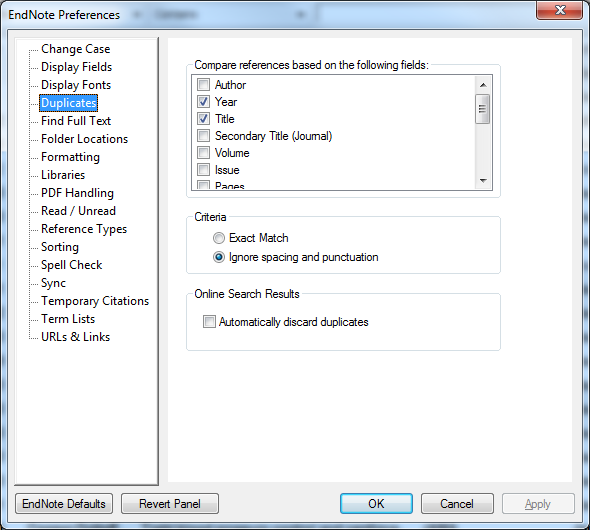 EndNote Preferences
Change Case
Display Fields
Display Fonts
Duplicates
Find Full Text
Folder Locations
Formatting
Libraries
PDF Handling
Read / Unread
Reference Types
Sorting
Spell Check
Sync
Temporary Citations
Term Lists
URLs & Links
Compare references based on the following fields:
Author
Year
Title
Secondary Title (Journal)
Volume
Issue
Pages
Criteria
Exact Match
Ignore spacing and punctuation
Online Search Results
Automatically discard duplicates
EndNote Defaults
Revert Panel
OK
Cancel
Apply